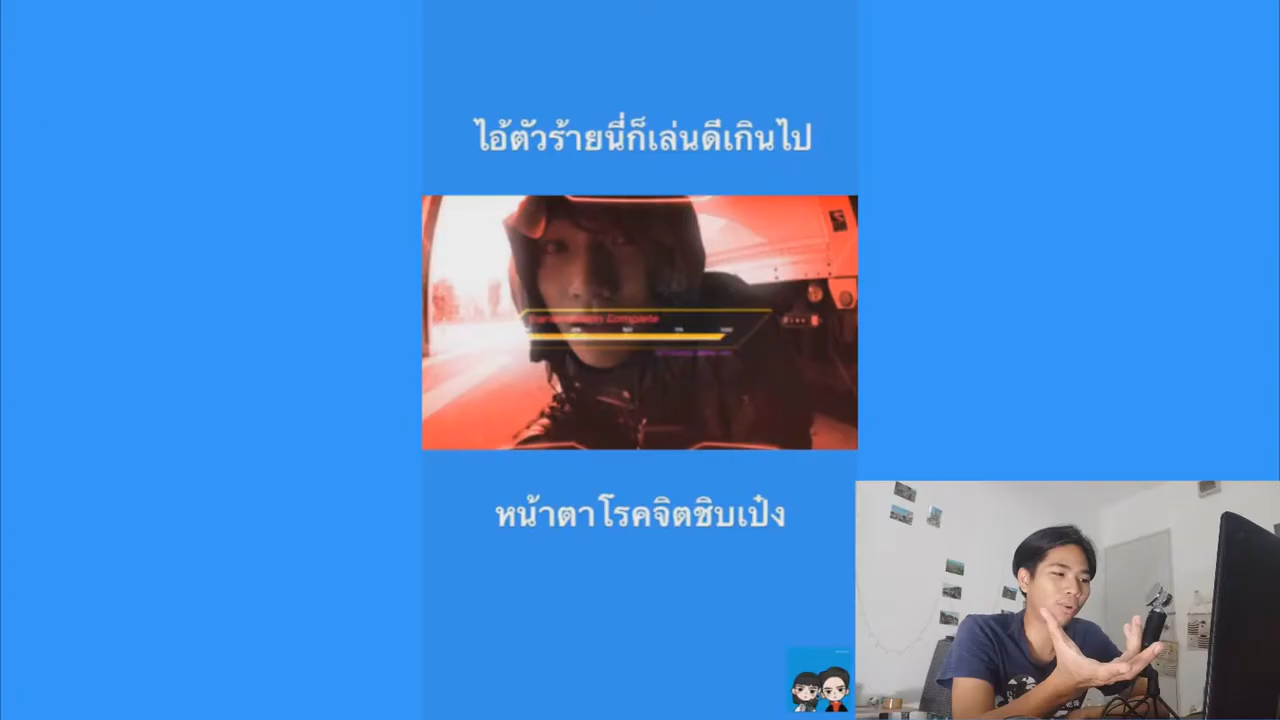 ไอ้ตัวร้ายนี่ก็เล่นดีเกินไป
Complete
หน้าตาโรคจิตชิบเป๋ง